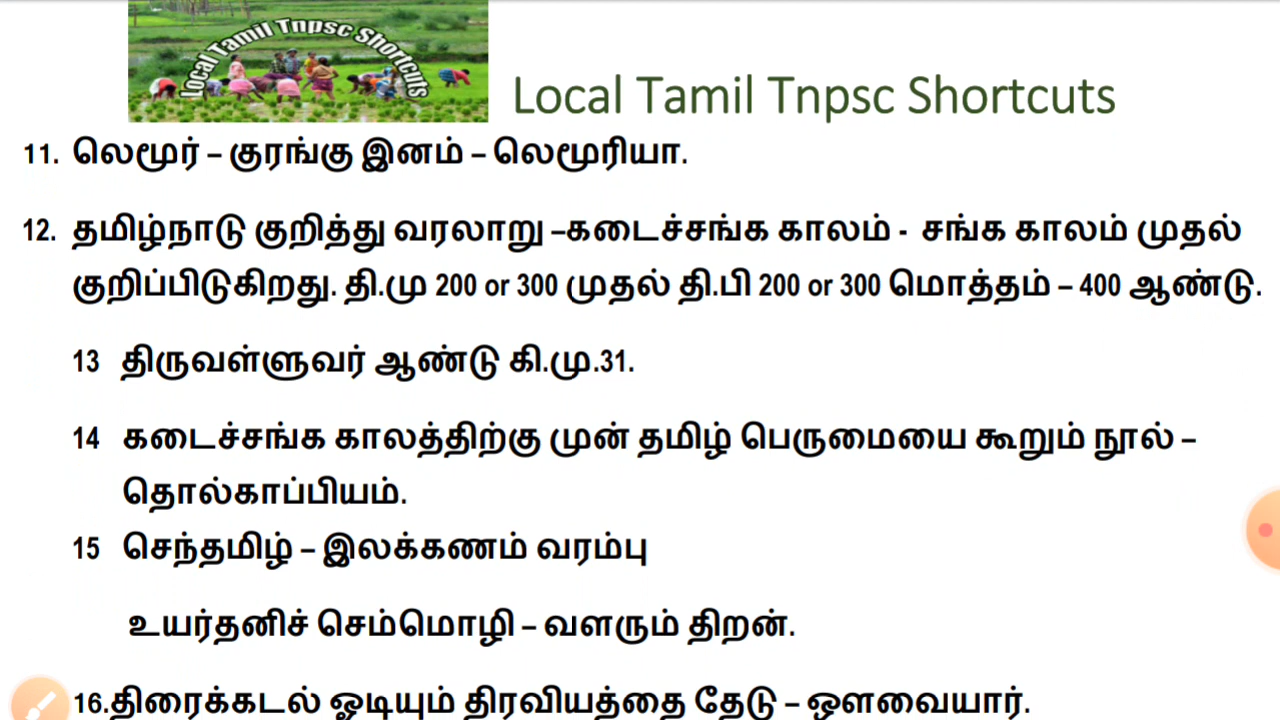 Local Tamil Tnpsc Shortcuts
Local Tamil Tnpsc Shortcuts
11. லெமூர் – குரங்கு இனம் – லெமூரியா.
12. தமிழ்நாடு குறித்து வரலாறு –கடைச்சங்க காலம் - சங்க காலம் முதல்
குறிப்பிடுகிறது. தி.மு 200 or 300 முதல் தி.பி 200 or 300 மொத்தம் – 400 ஆண்டு.
13 திருவள்ளுவர் ஆண்டு கி.மு.31.
14 கடைச்சங்க காலத்திற்கு முன் தமிழ் பெருமையை கூறும் நூல் –
தொல்காப்பியம்.
15 செந்தமிழ் – இலக்கணம் வரம்பு
உயர்தனிச் செம்மொழி – வளரும் திறன்.
16.திரைக்கடல் ஓடியும் திரவியத்தை தேடு – ஔவையார்.